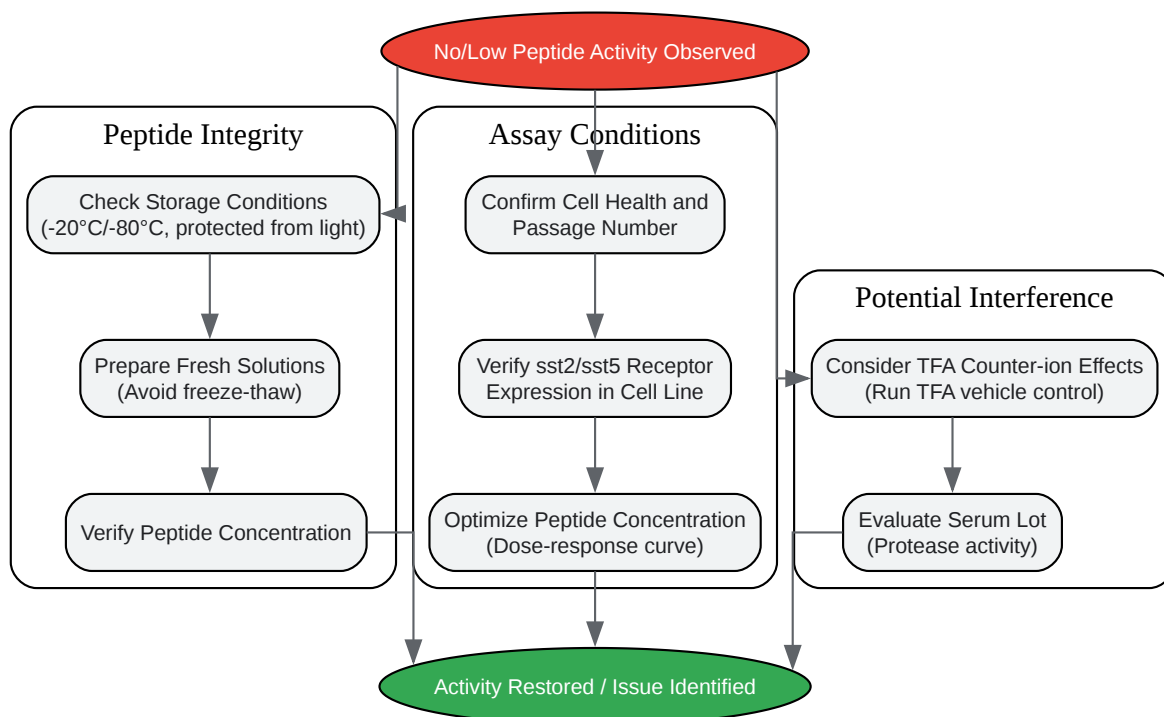 No/Low Peptide Activity Observed
Peptide Integrity
Check Storage Conditions
(-20°C/-80°C, protected from light)
Prepare Fresh Solutions
(Avoid freeze-thaw)
Verify Peptide Concentration
Assay Conditions
Confirm Cell Health and
Passage Number
Verify sst2/sst5 Receptor
Expression in Cell Line
Optimize Peptide Concentration
(Dose-response curve)
Potential Interference
Consider TFA Counter-ion Effects
(Run TFA vehicle control)
Evaluate Serum Lot
(Protease activity)
Activity Restored / Issue Identified